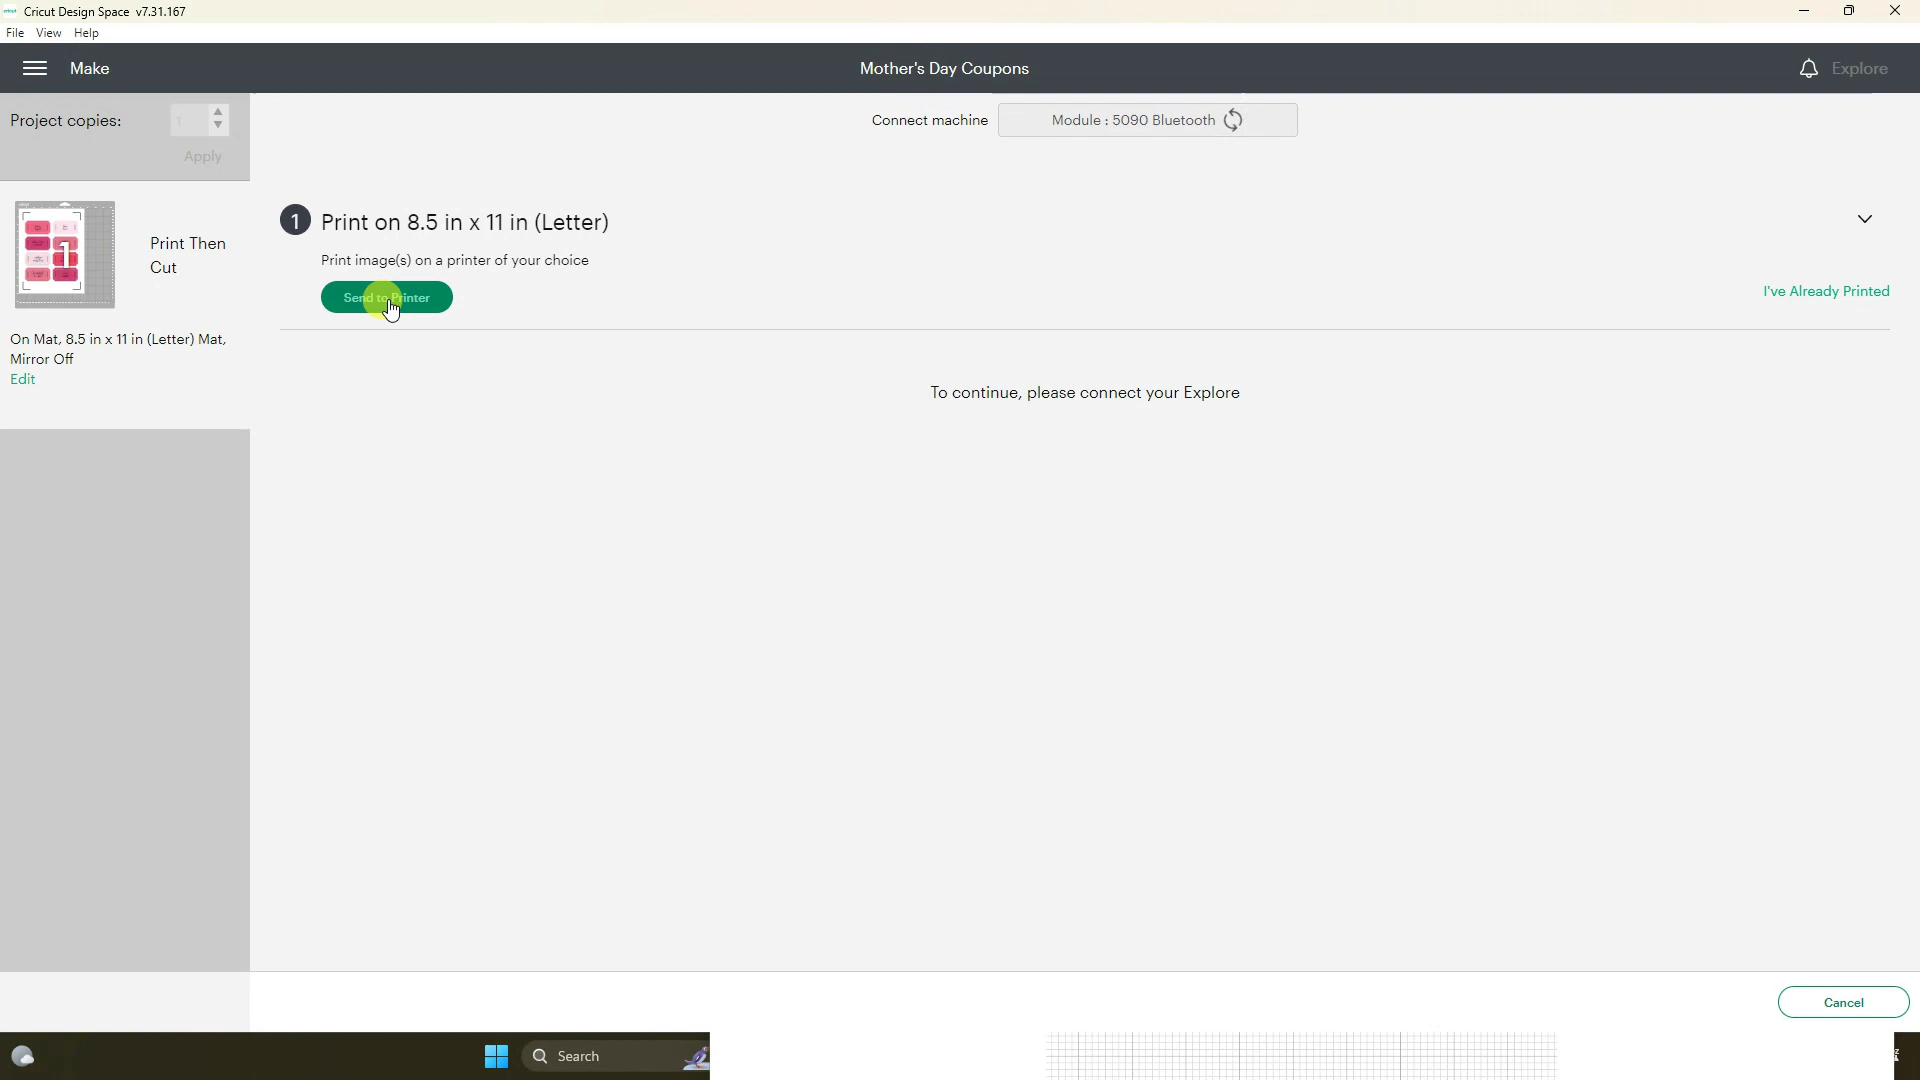 Cricut Design Space v7.31.167
File View Help
Make
Mother's Day Coupons
Explore
Project copies: 1
Apply
Connect machine
Module : 5090 Bluetooth
1
Print Then
Cut
On Mat, 8.5 in x 11 in (Letter) Mat,
Mirror Off
Edit
1 Print on 8.5 in x 11 in (Letter)
Print image(s) on a printer of your choice
Send to Printer
I've Already Printed
To continue, please connect your Explore
Cancel
Search